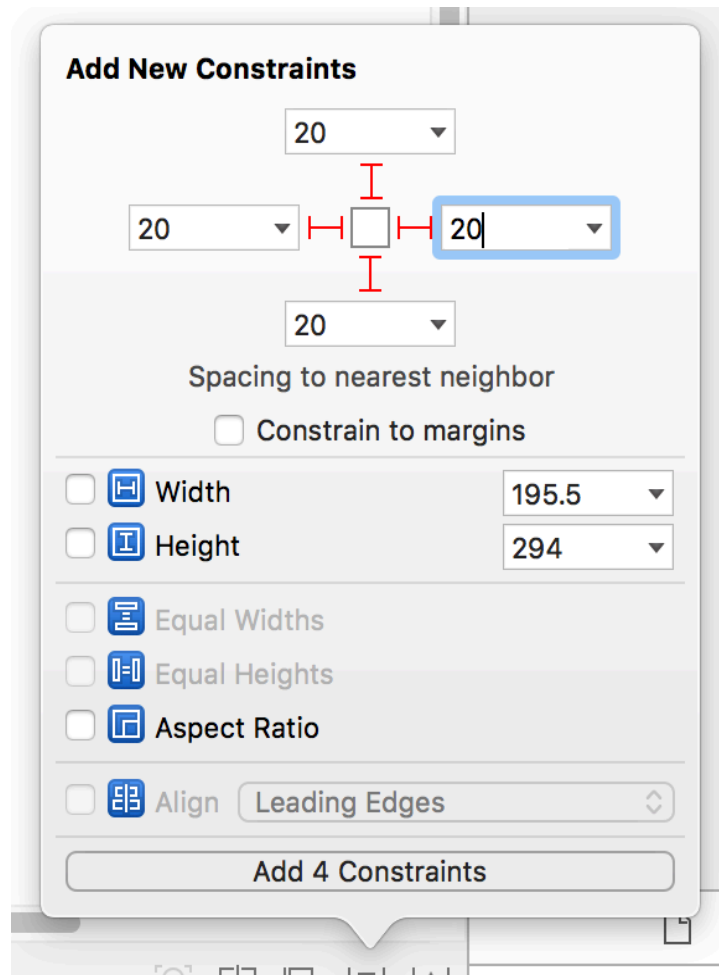 Add New Constraints
20
20 20
20
Spacing to nearest neighbor
Constrain to margins
Width 195.5
Height 294
Equal Widths
Equal Heights
Aspect Ratio
Align Leading Edges
Add 4 Constraints